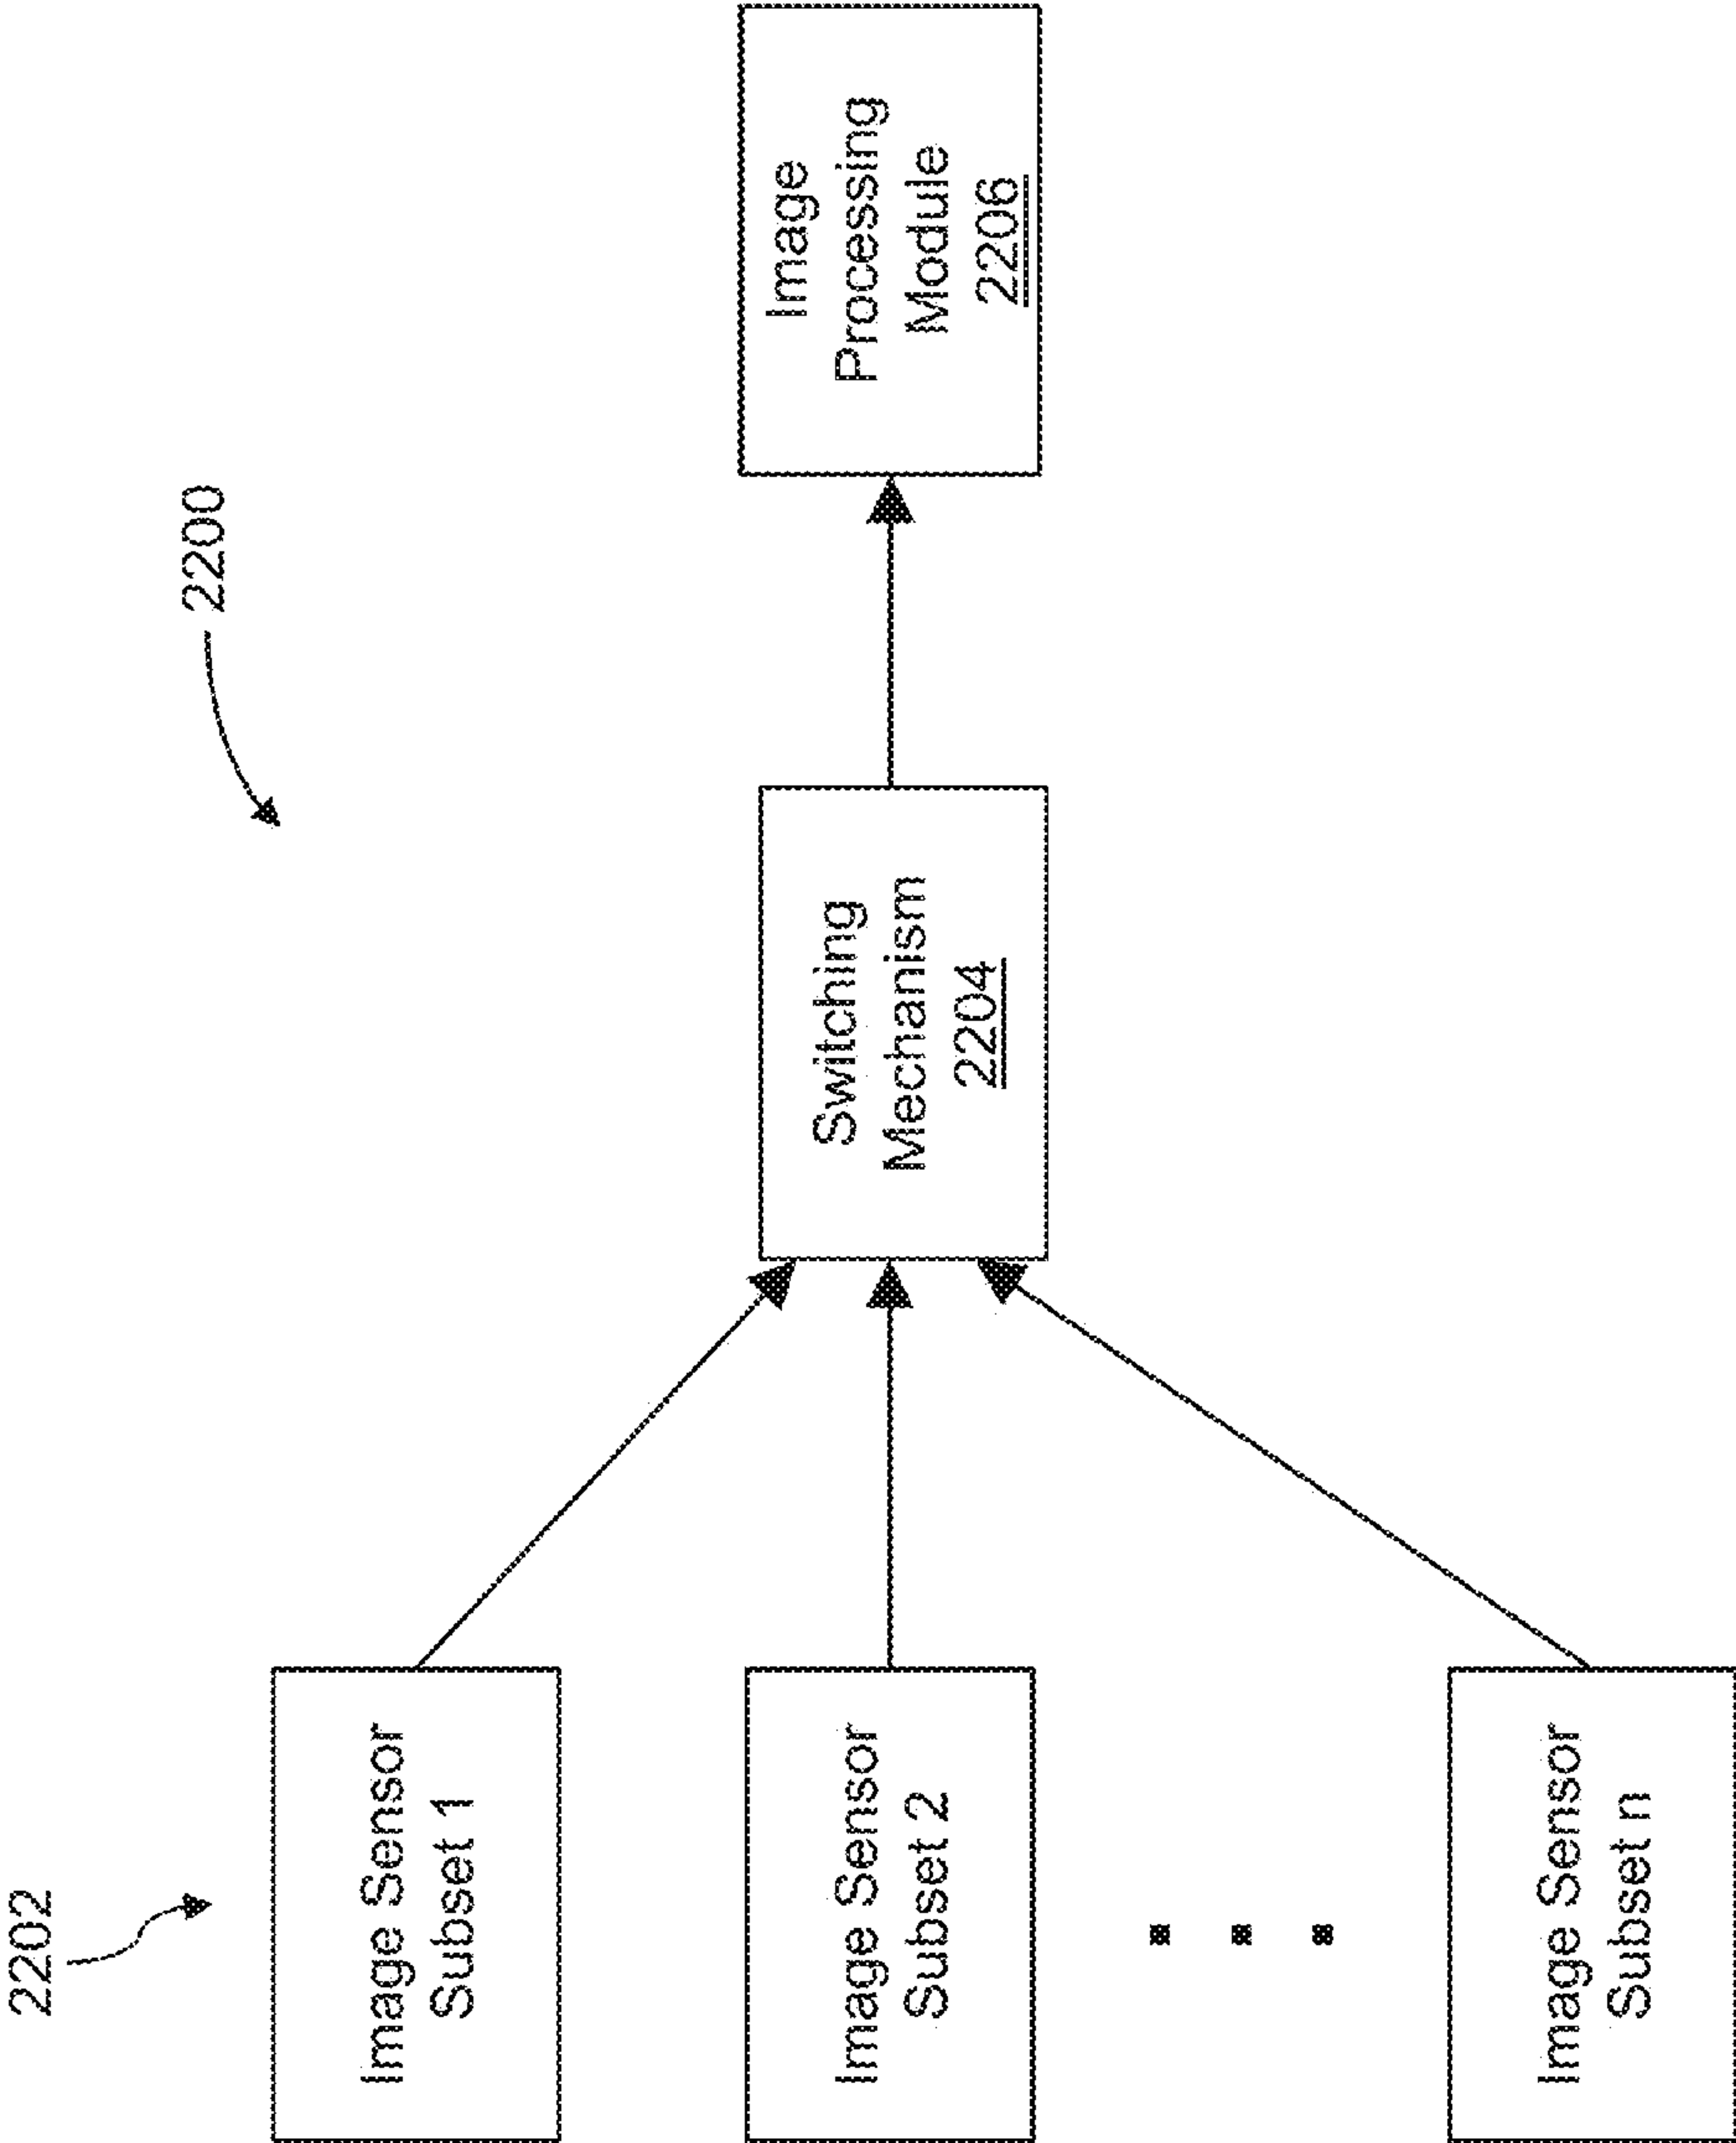 2202
2200
Image Sensor
Subset 1
Image Sensor
Subset 2
Image Sensor
Subset n
Switching
Mechanism
2204
Image
Processing
Module
2206